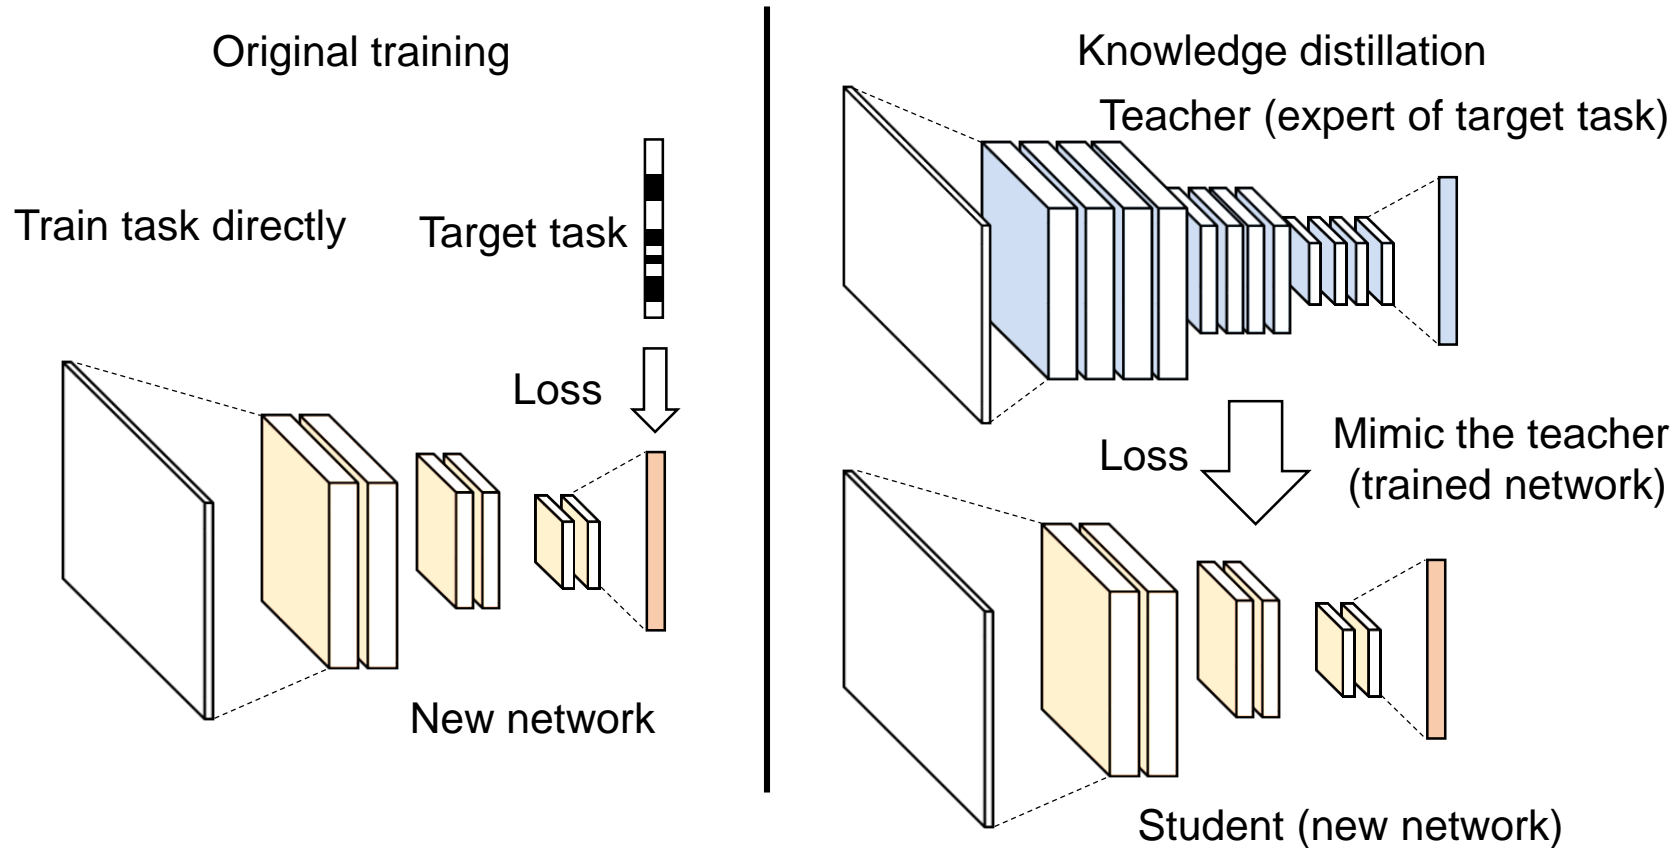 Original training
Train task directly
Target task
Loss
New network
Knowledge distillation
Teacher (expert of target task)
Loss
Mimic the teacher
(trained network)
Student (new network)